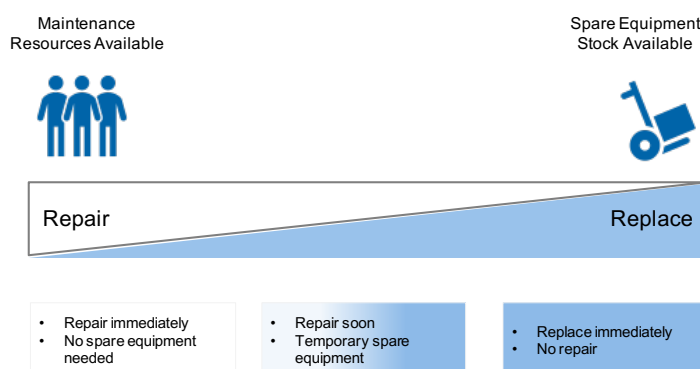 Maintenance
Resources Available
Spare Equipment
Stock Available
Repair
Replace
• Repair immediately
• No spare equipment
needed
• Repair soon
• Temporary spare
equipment
• Replace immediately
• No repair